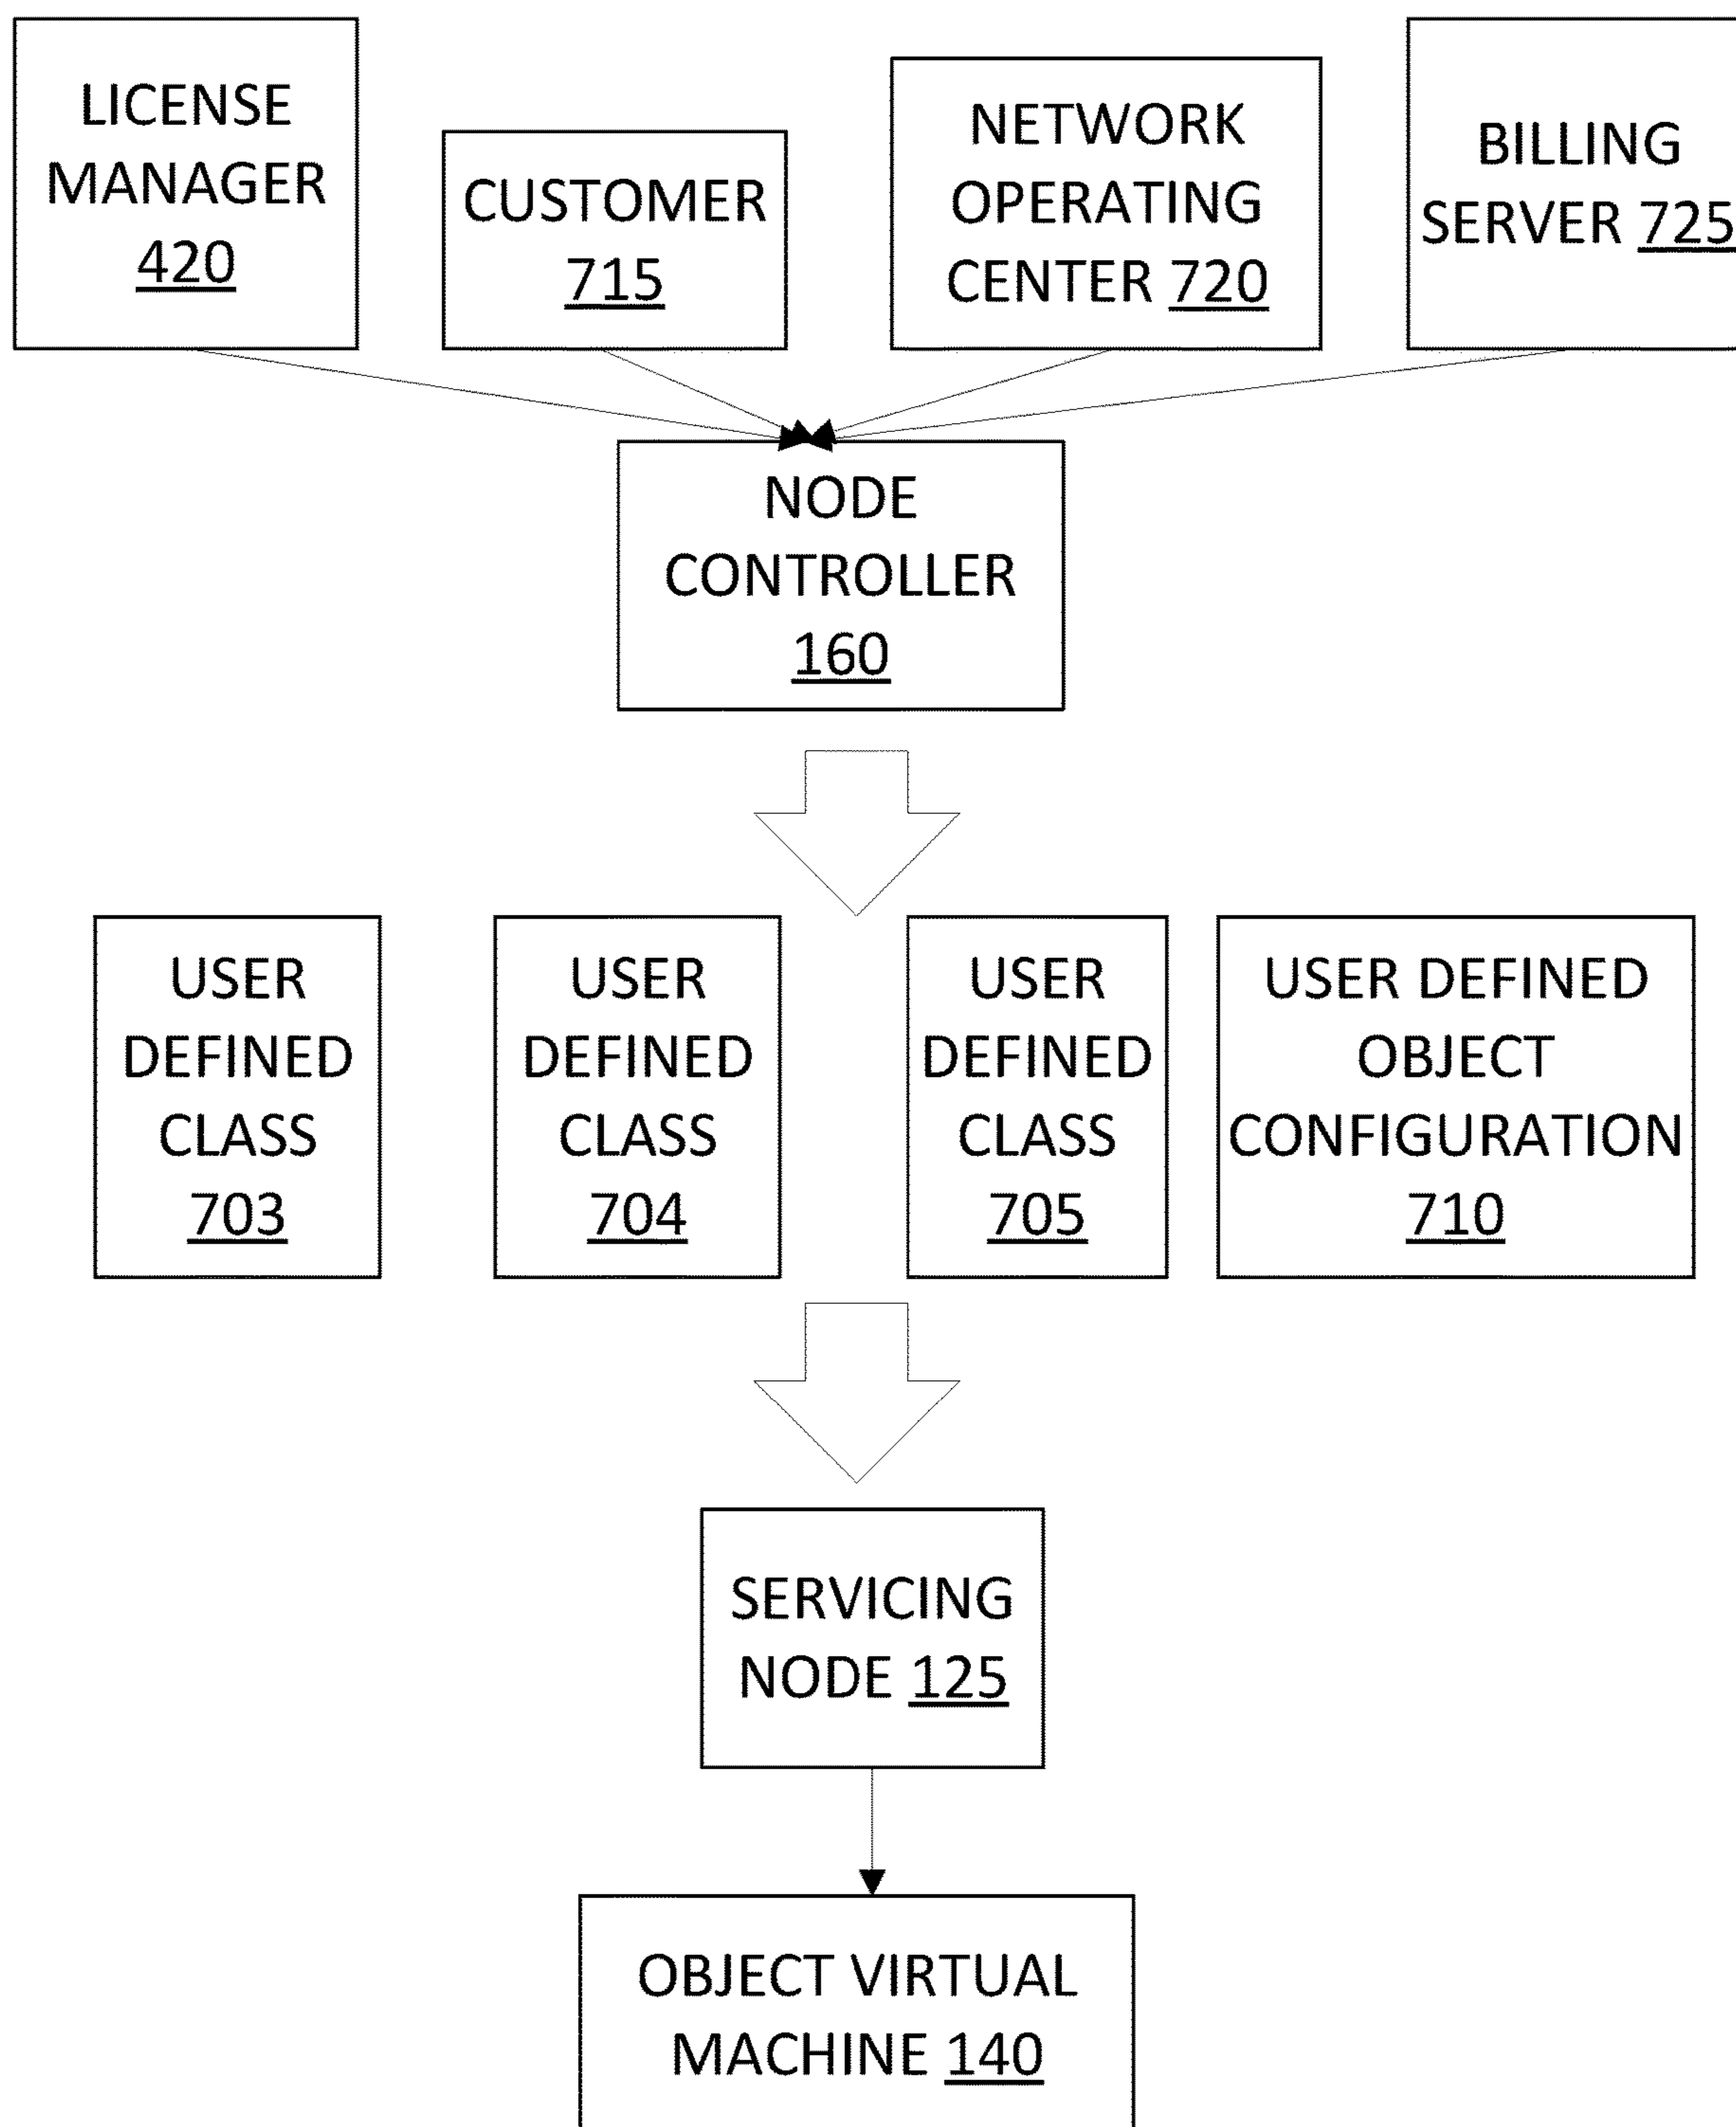 LICENSE
MANAGER
420
CUSTOMER
715
NETWORK
OPERATING
CENTER 720
BILLING
SERVER 725
NODE
CONTROLLER
160
USER
DEFINED
CLASS
703
USER
DEFINED
CLASS
704
USER
DEFINED
CLASS
705
USER DEFINED
OBJECT
CONFIGURATION
710
SERVICING
NODE 125
OBJECT VIRTUAL
MACHINE 140